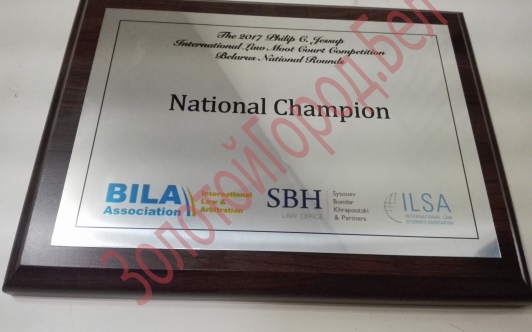 The 2017 Philip C. Jessup
International Law Moot Court Competition
Belarus National Rounds
National Champion
BILA
Association
International
Law &
Arbitration
SBH
LAW OFFICE
Sysouev
Bondar
Khrapoutski
& Partners
ILSA
INTERNATIONAL LAW
STUDENTS ASSOCIATION
ЗолотойГород.Бел